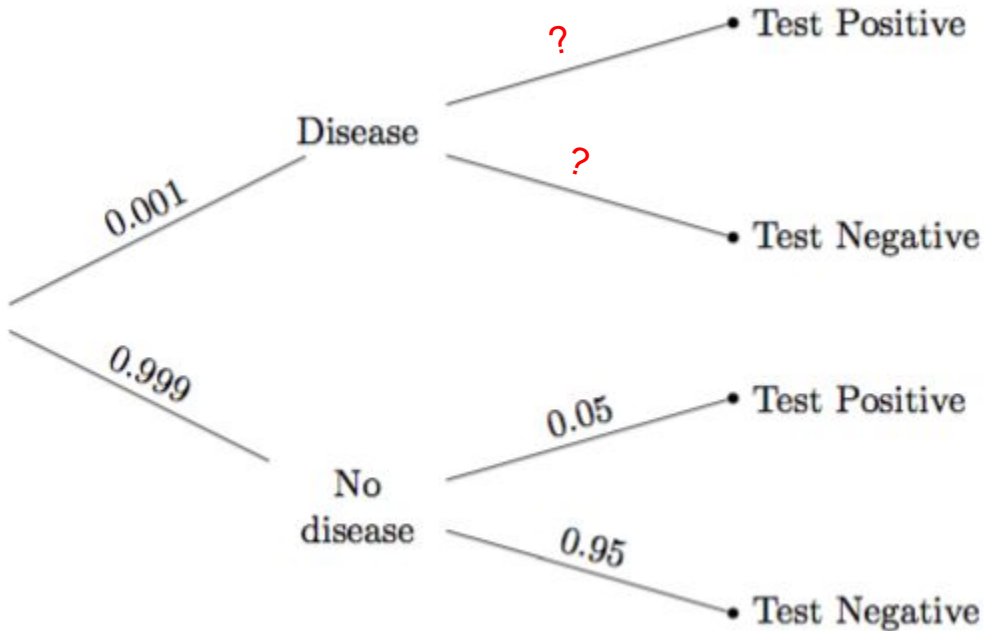 ?
Test Positive
Disease
?
0.001
Test Negative
0.999
0.05
Test Positive
No
disease
0.95
Test Negative